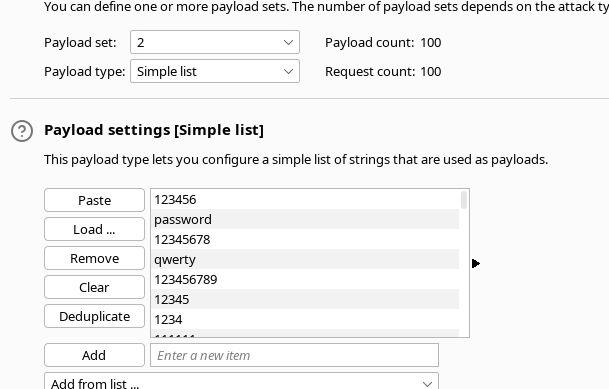 You can define one or more payload sets. The number of payload sets depends on the attack ty
Payload set: 2 Payload count: 100
Payload type: Simple list Request count: 100
Payload settings [Simple list]
This payload type lets you configure a simple list of strings that are used as payloads.
Paste
Load ...
Remove
Clear
Deduplicate
123456
password
12345678
qwerty
123456789
12345
1234
111111
Add Enter a new item
Add from list ...